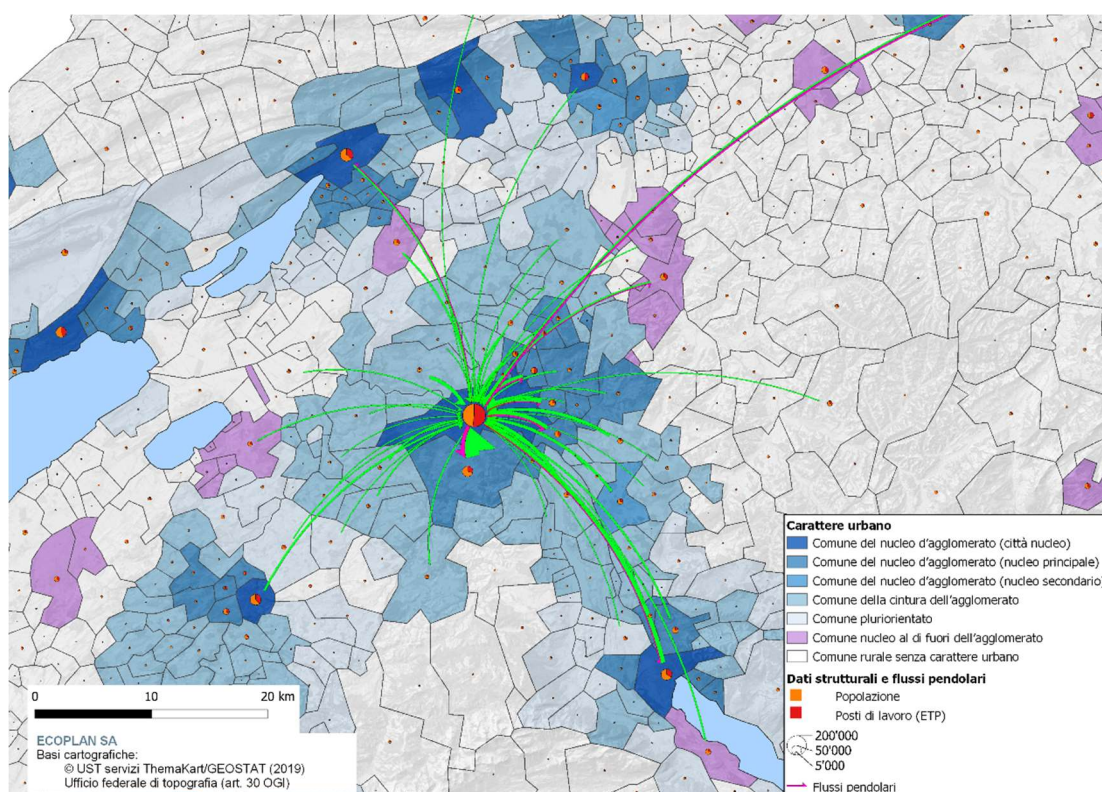 Carattere urbano
Comune del nucleo d'agglomerato (città nucleo)
Comune del nucleo d'agglomerato (nucleo principale)
Comune del nucleo d'agglomerato (nucleo secondario)
Comune della cintura dell'agglomerato
Comune pluriorientato
Comune nucleo al di fuori dell'agglomerato
Comune rurale senza carattere urbano
Dati strutturali e flussi pendolari
Popolazione
Posti di lavoro (ETP)
200'000
50'000
5'000
Flussi pendolari
0 10 20 km
ECOPLAN SA
Basi cartografiche:
© UST servizi ThemaKart/GEOSTAT (2019)
Ufficio federale di topografia (art. 30 OGI)